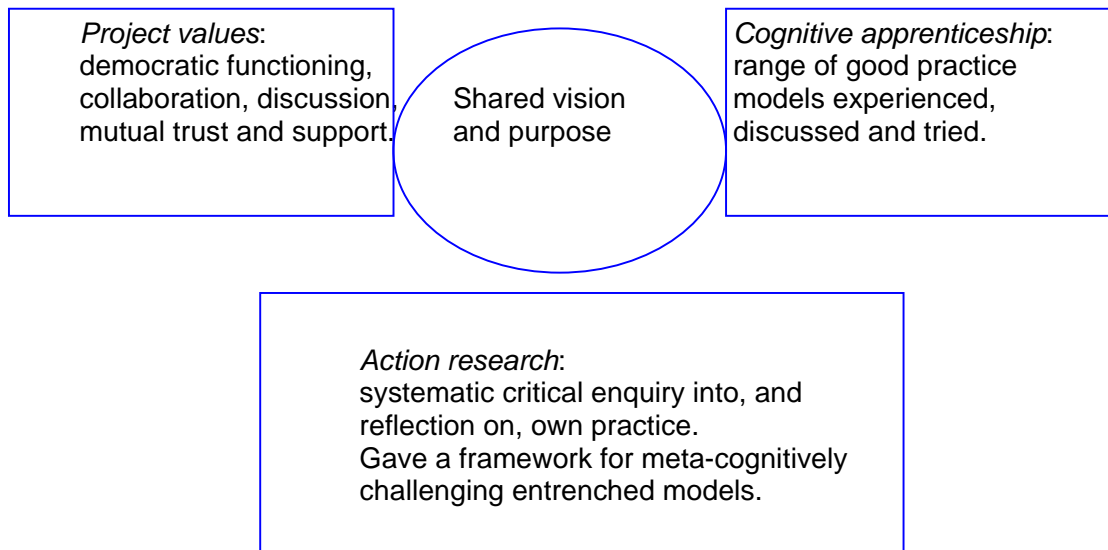 Project values:
democratic functioning,
collaboration, discussion,
mutual trust and support.
Shared vision
and purpose
Cognitive apprenticeship:
range of good practice
models experienced,
discussed and tried.
Action research:
systematic critical enquiry into, and
reflection on, own practice.
Gave a framework for meta-cognitively
challenging entrenched models.